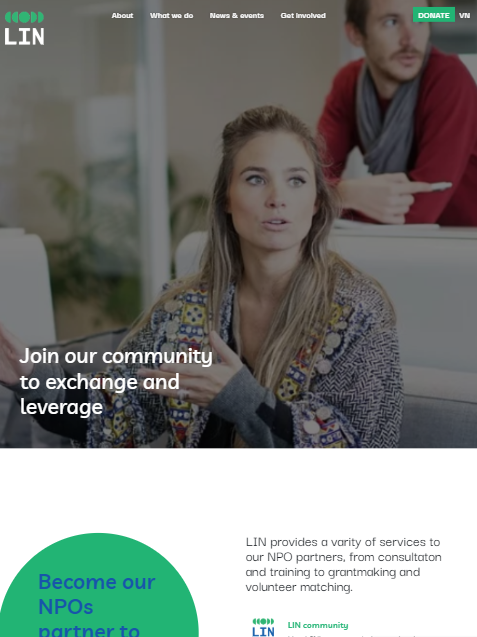 LIN
About What we do News & events Get involved DONATE VN
Join our community
to exchange and
leverage
LIN provides a varity of services to
our NPO partners, from consultaton
and training to grantmaking and
volunteer matching.
Become our
NPOs
partner to
LIN
LIN community